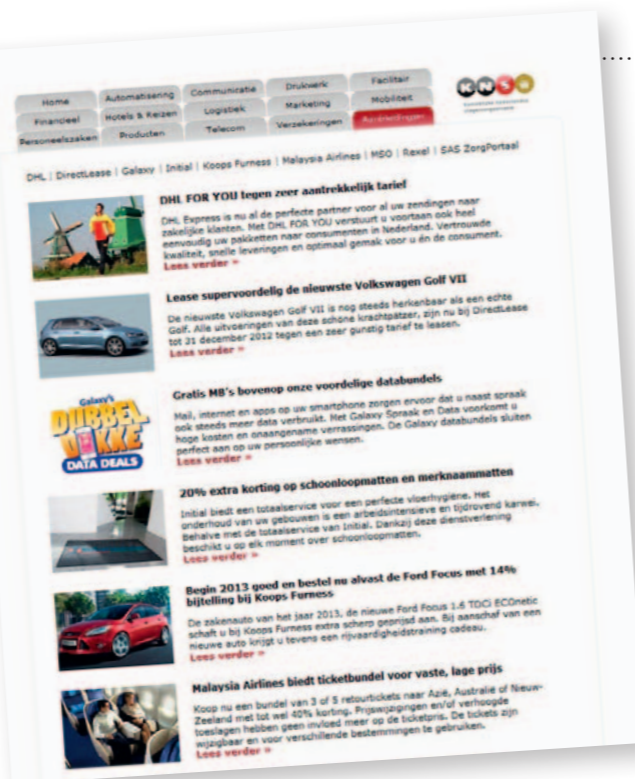 Home Automatisering Communicatie Drukwerk Facilitair
Financieel Hotels & Reizen Logistiek Marketing Mobiliteit
Personeelszaken Producten Telecom Verzekeringen Aanbiedingen
KNSA
DHL | DirectLease | Galaxy | Initial | Koops Furness | Malaysia Airlines | MSO | Rexel | SAS ZorgPortaal
DHL FOR YOU tegen zeer aantrekkelijk tarief
DHL Express is nu al de perfecte partner voor al uw zendingen naar
zakelijke klanten. Met DHL FOR YOU verstuurt u voortaan ook heel
eenvoudig uw pakketten naar consumenten in Nederland. Vertrouwde
kwaliteit, snelle leveringen en optimaal gemak voor u én de consument.
Lees verder »
Lease supervoordelig de nieuwste Volkswagen Golf VII
De nieuwste Volkswagen Golf VII is nog steeds herkenbaar als een echte
Golf. Alle uitvoeringen van deze schone krachtpatzer, zijn nu bij DirectLease
tot 31 december 2012 tegen een zeer gunstig tarief te leasen.
Lees verder »
Galaxy's
DUBBEL
DIKKE
DATA DEALS
Gratis MB's bovenop onze voordelige databundels
Mail, internet en apps op uw smartphone zorgen ervoor dat u naast spraak
ook steeds meer data verbruikt. Met Galaxy Spraak en Data voorkomt u
hoge kosten en onaangename verrassingen. De Galaxy databundels sluiten
perfect aan op uw persoonlijke wensen.
Lees verder »
20% extra korting op schoonloopmatten en merknaammatten
Initial biedt een totaalservice voor een perfecte vloerhygiëne. Het
onderhoud van uw gebouwen is een arbeidsintensieve en tijdrovend karwei.
Behalve met de totaalservice van Initial. Dankzij deze dienstverlening
beschikt u op elk moment over schoonloopmatten.
Lees verder »
Begin 2013 goed en bestel nu alvast de Ford Focus met 14%
bijtelling bij Koops Furness
De zakenauto van het jaar 2013, de nieuwe Ford Focus 1.6 TDCi ECOnetic
schaft u bij Koops Furness extra scherp geprijsd aan. Bij aanschaf van een
nieuwe auto krijgt u tevens een rijvaardigheidstraining cadeau.
Lees verder »
Malaysia Airlines biedt ticketbundel voor vaste, lage prijs
Koop nu een bundel van 3 of 5 retourtickets naar Azië, Australië of Nieuw-
Zeeland met tot wel 40% korting. Prijswijzigingen en/of verhoogde
toeslagen hebben geen invloed meer op de ticketprijs. De tickets zijn
wijzigbaar en voor verschillende bestemmingen te gebruiken.
Lees verder »